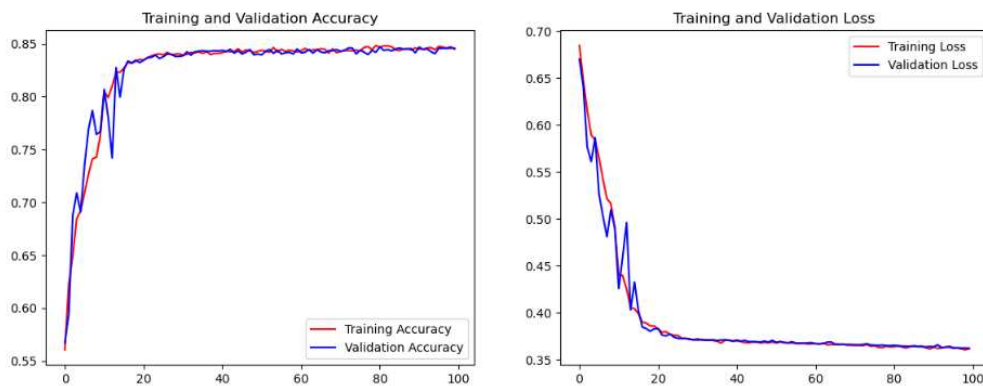 Training and Validation Accuracy
0.85
0.80
0.75
0.70
0.65
0.60
0.55
0 20 40 60 80 100
Training Accuracy
Validation Accuracy
Training and Validation Loss
0.70
0.65
0.60
0.55
0.50
0.45
0.40
0.35
0 20 40 60 80 100
Training Loss
Validation Loss